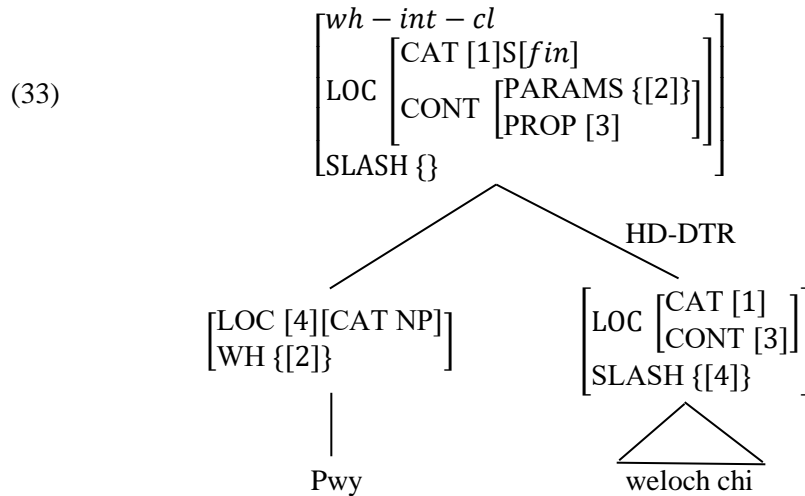 (33)
wh – int – cl
LOC [CAT [1]S[fin]
CONT [PARAMS {[2]}
PROP [3]]]
SLASH {}
HD-DTR
[LOC [4][CAT NP]
WH {[2]}]
[LOC [CAT [1]
CONT [3]]
SLASH {[4]}]
Pwy
weloch chi